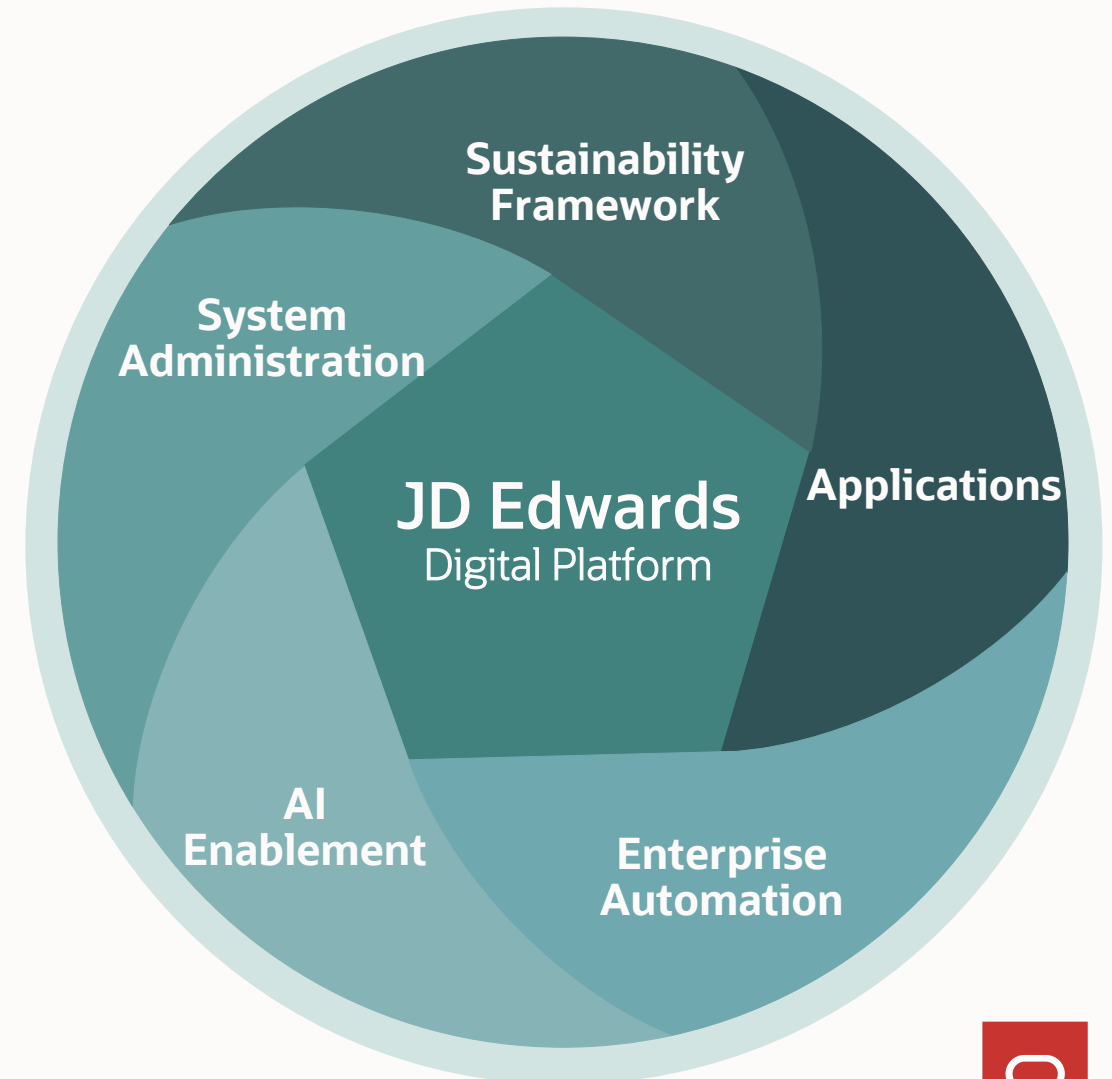 Sustainability
Framework
System
Administration
Applications
JD Edwards
Digital Platform
AI
Enablement
Enterprise
Automation